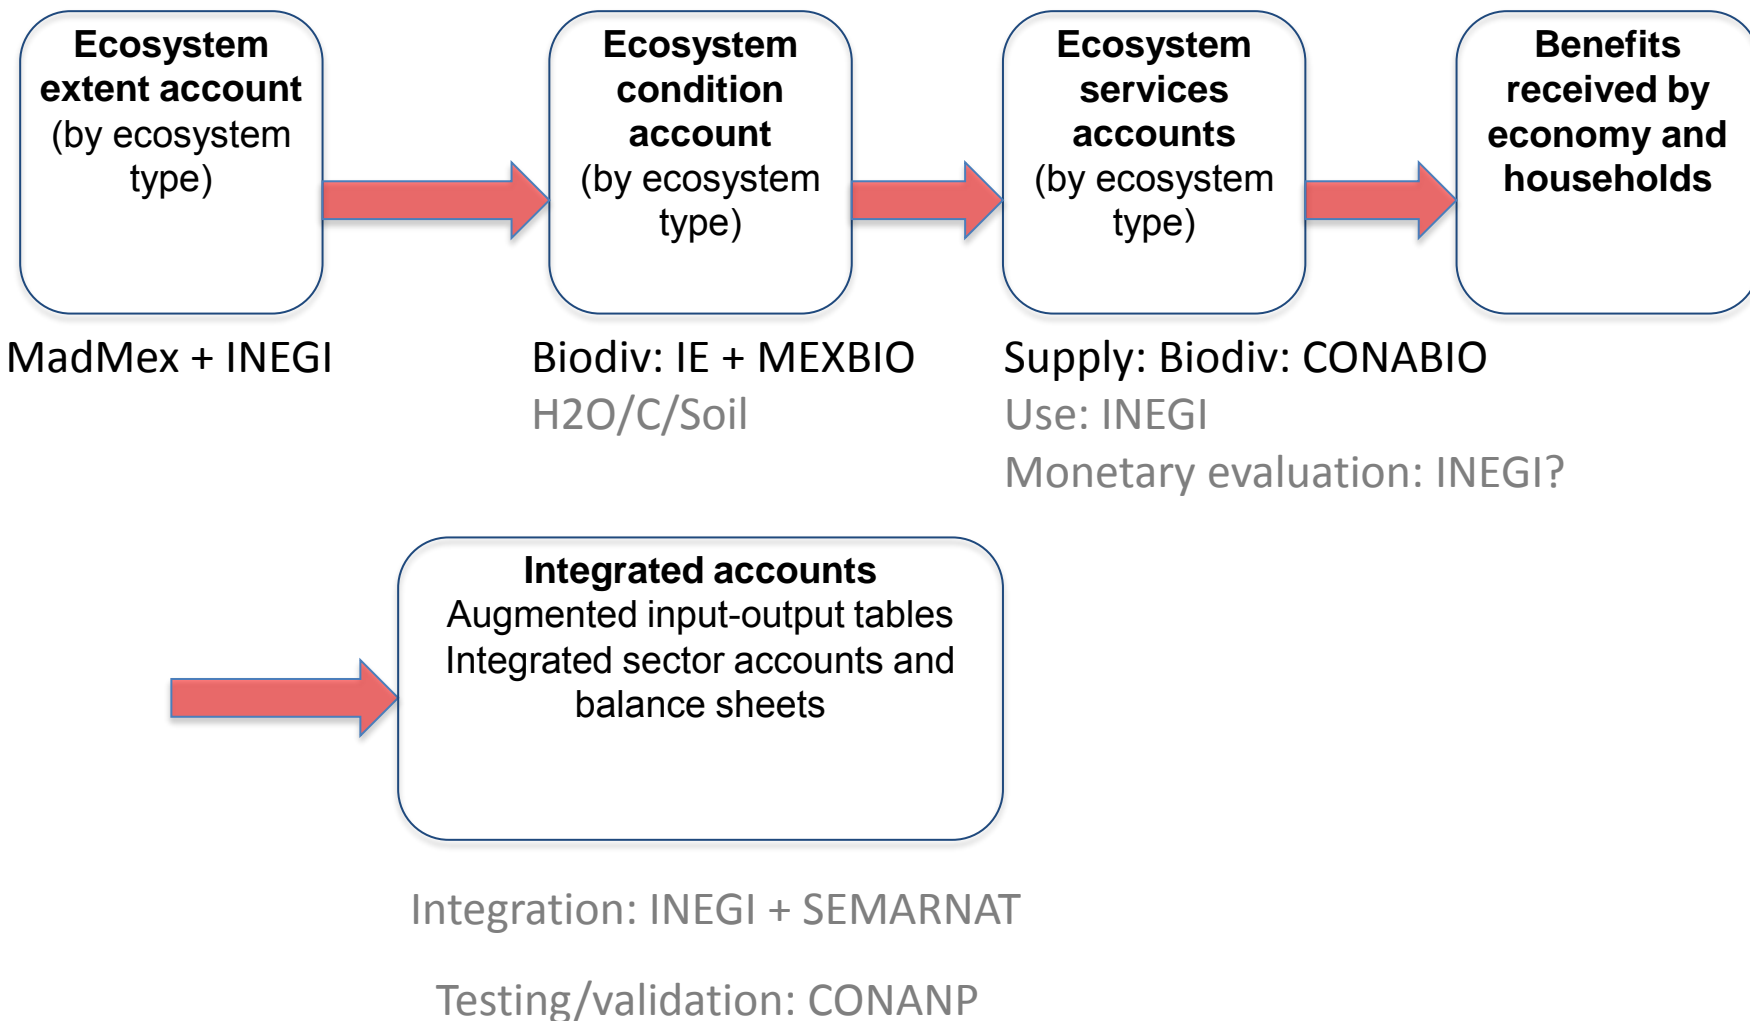 Ecosystem
extent account
(by ecosystem
type)
Ecosystem
condition
account
(by ecosystem
type)
Ecosystem
services
accounts
(by ecosystem
type)
Benefits
received by
economy and
households
MadMex + INEGI
Biodiv: IE + MEXBIO
H2O/C/Soil
Supply: Biodiv: CONABIO
Use: INEGI
Monetary evaluation: INEGI?
Integrated accounts
Augmented input-output tables
Integrated sector accounts and
balance sheets
Integration: INEGI + SEMARNAT
Testing/validation: CONANP